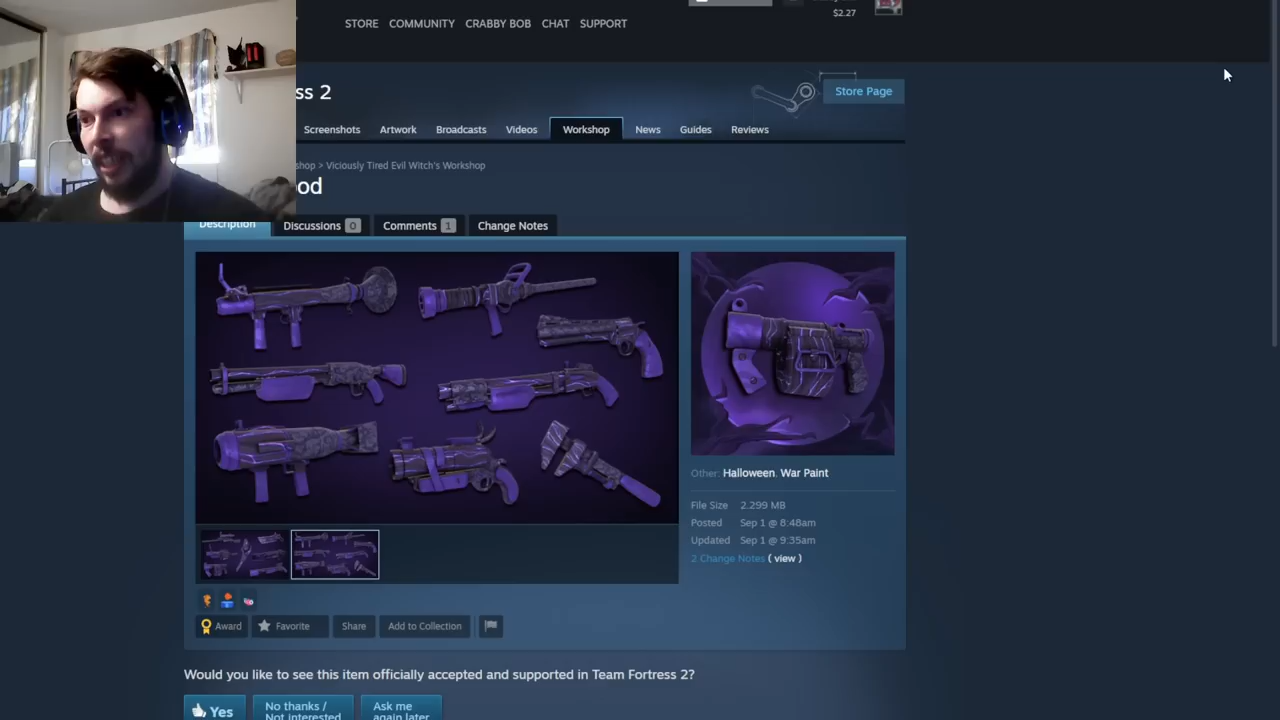 $2.27
STORE COMMUNITY CRABBY BOB CHAT SUPPORT
ss 2
Store Page
Screenshots Artwork Broadcasts Videos Workshop News Guides Reviews
shop > Viciously Tired Evil Witch's Workshop
ood
Description Discussions 0 Comments 1 Change Notes
Other: Halloween, War Paint
File Size 2.299 MB
Posted Sep 1 @ 8:48am
Updated Sep 1 @ 9:35am
2 Change Notes ( view )
Award Favorite Share Add to Collection
Would you like to see this item officially accepted and supported in Team Fortress 2?
Yes
No thanks /
Not interested
Ask me
again later